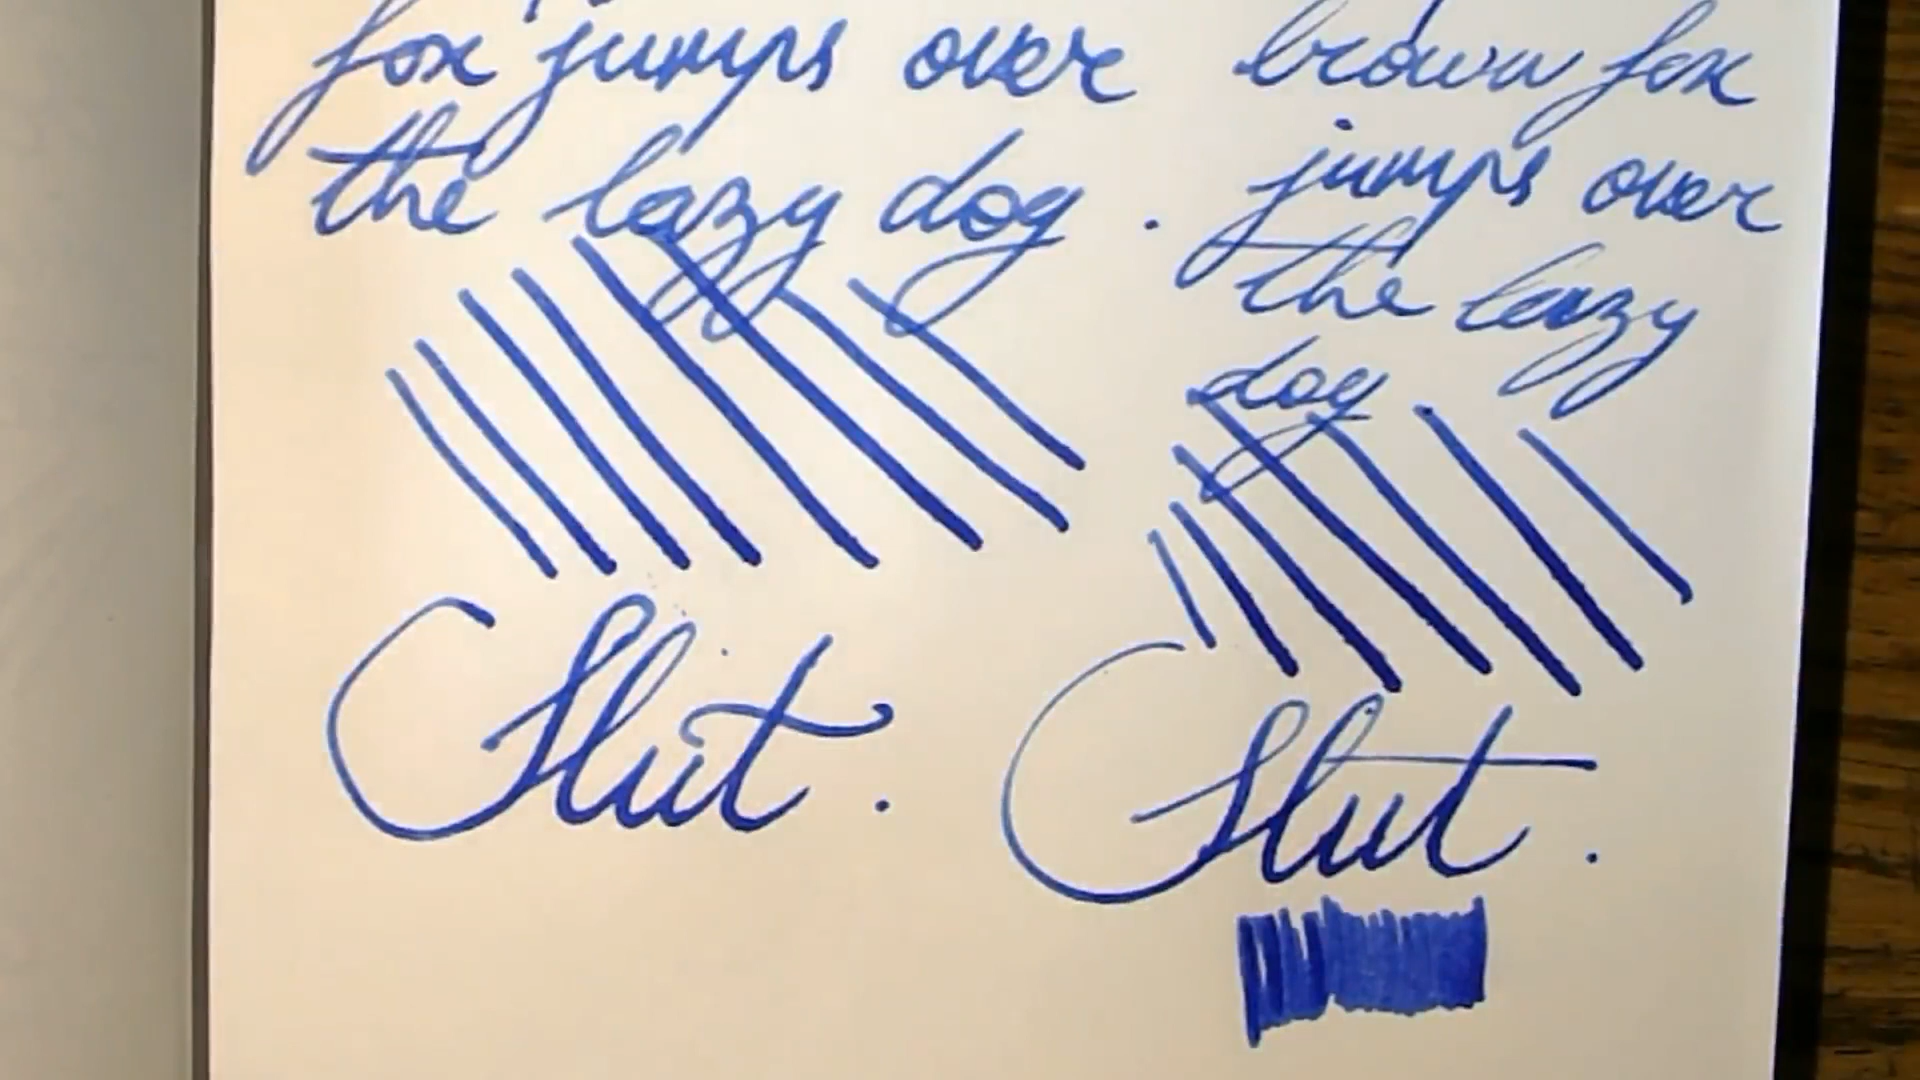 fox jumps over
the lazy dog.
brown fox
jumps over
the lazy
dog
Slut.
Slut.